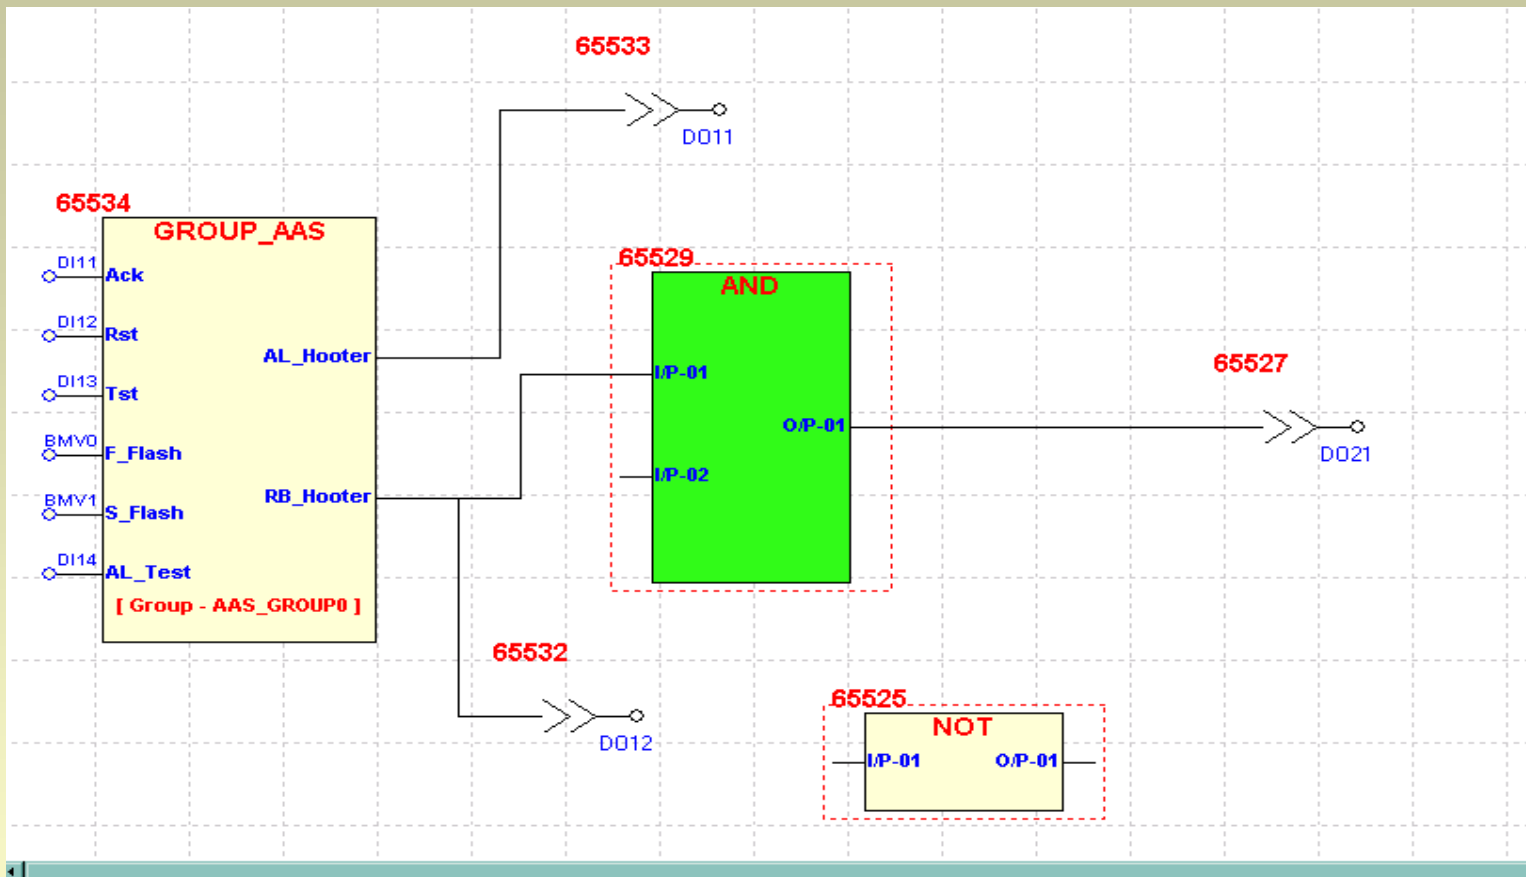 65533
DO11
65534
GROUP_AAS
DI11
Ack
DI12
Rst
AL_Hooter
DI13
Tst
BMV0
F_Flash
BMV1
S_Flash
RB_Hooter
DI14
AL_Test
[ Group - AAS_GROUP0 ]
65529
AND
I/P-01
O/P-01
I/P-02
65527
DO21
65532
DO12
65525
NOT
I/P-01
O/P-01